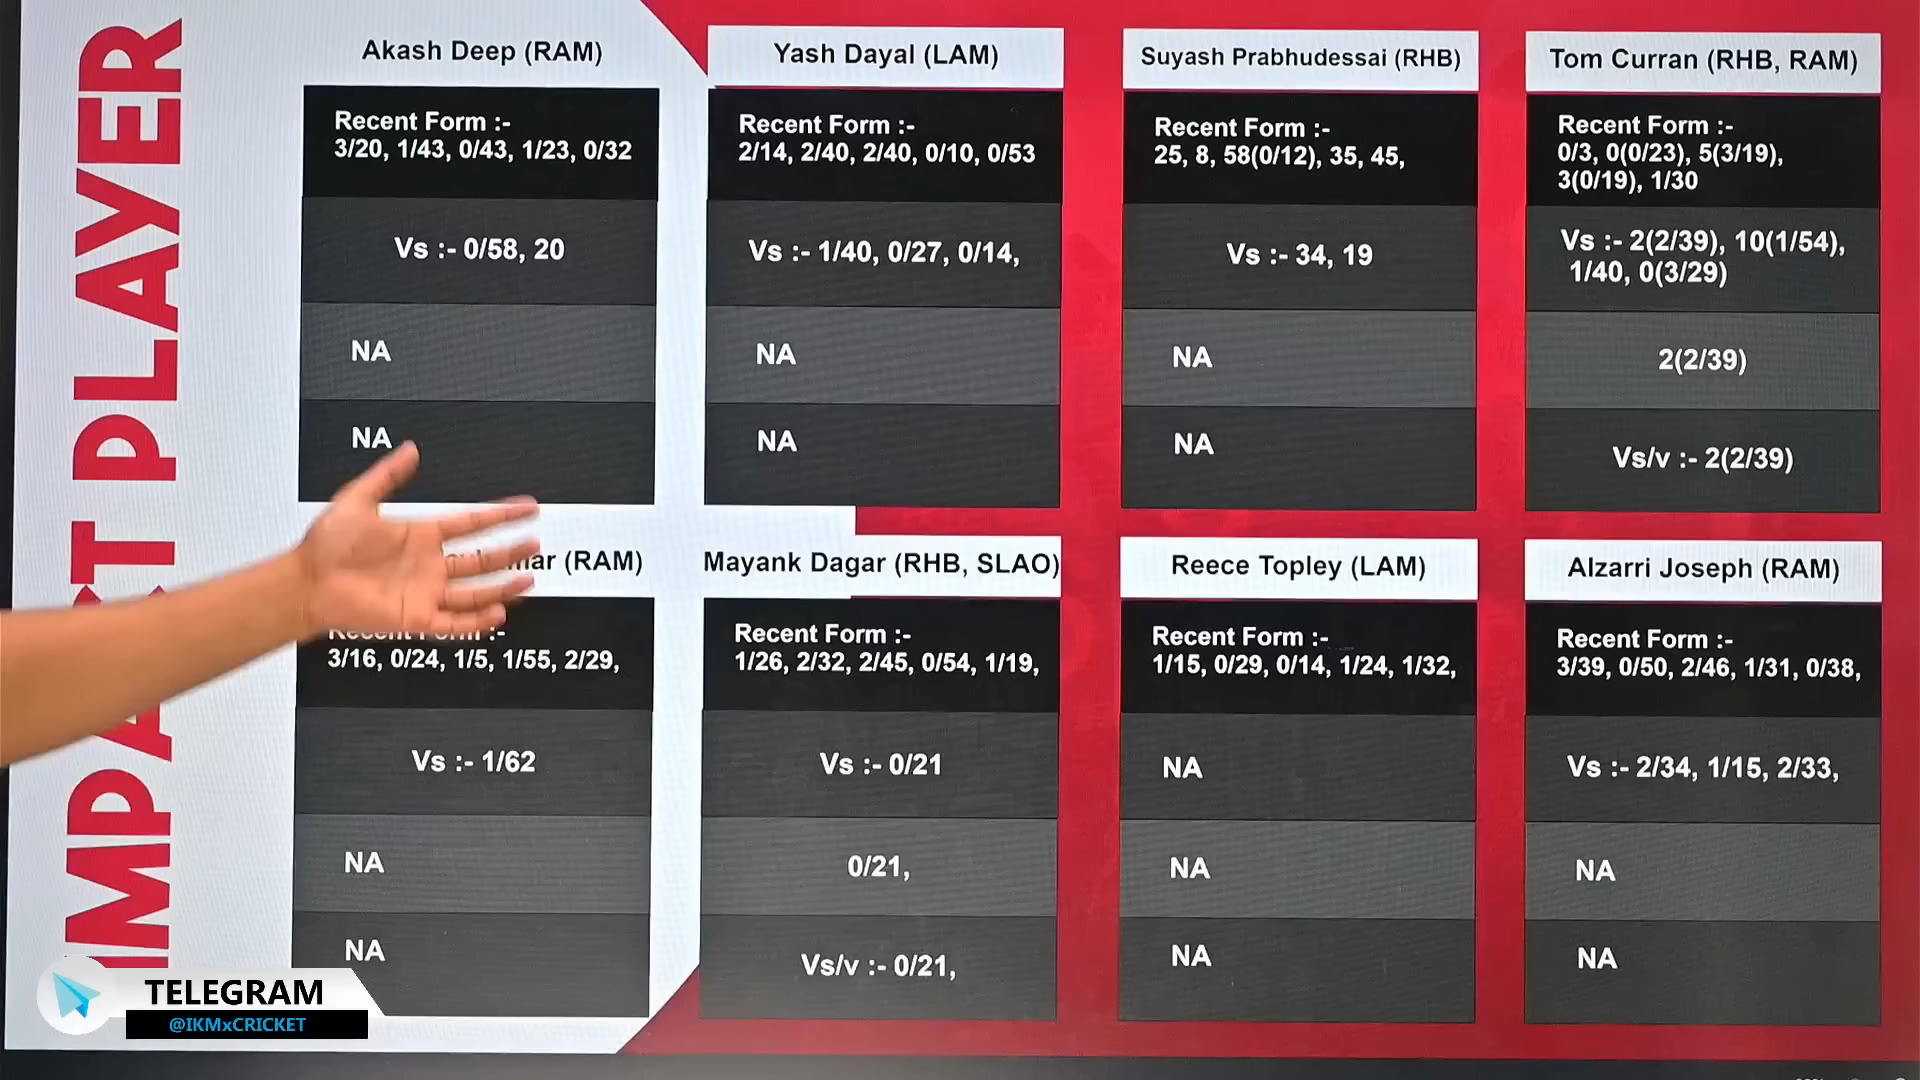 IMPACT PLAYER
Akash Deep (RAM)
Recent Form :-
3/20, 1/43, 0/43, 1/23, 0/32
Vs :- 0/58, 20
NA
NA
Yash Dayal (LAM)
Recent Form :-
2/14, 2/40, 2/40, 0/10, 0/53
Vs :- 1/40, 0/27, 0/14,
NA
NA
Suyash Prabhudessai (RHB)
Recent Form :-
25, 8, 58(0/12), 35, 45,
Vs :- 34, 19
NA
NA
Tom Curran (RHB, RAM)
Recent Form :-
0/3, 0(0/23), 5(3/19),
3(0/19), 1/30
Vs :- 2(2/39), 10(1/54),
1/40, 0(3/29)
2(2/39)
Vs/v :- 2(2/39)
(RAM)
Recent Form :-
3/16, 0/24, 1/5, 1/55, 2/29,
Vs :- 1/62
NA
NA
Mayank Dagar (RHB, SLAO)
Recent Form :-
1/26, 2/32, 2/45, 0/54, 1/19,
Vs :- 0/21
0/21,
Vs/v :- 0/21,
Reece Topley (LAM)
Recent Form :-
1/15, 0/29, 0/14, 1/24, 1/32,
NA
NA
NA
Alzarri Joseph (RAM)
Recent Form :-
3/39, 0/50, 2/46, 1/31, 0/38,
Vs :- 2/34, 1/15, 2/33,
NA
NA
TELEGRAM
@IKMxCRICKET